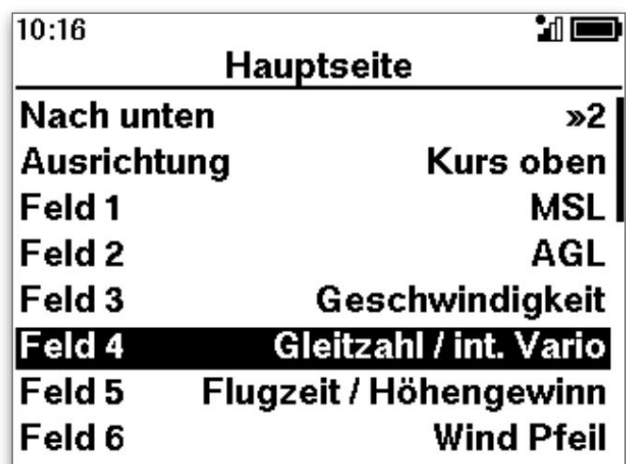 10:16
Hauptseite
Nach unten »2
Ausrichtung Kurs oben
Feld 1 MSL
Feld 2 AGL
Feld 3 Geschwindigkeit
Feld 4 Gleitzahl / int. Vario
Feld 5 Flugzeit / Höhengewinn
Feld 6 Wind Pfeil